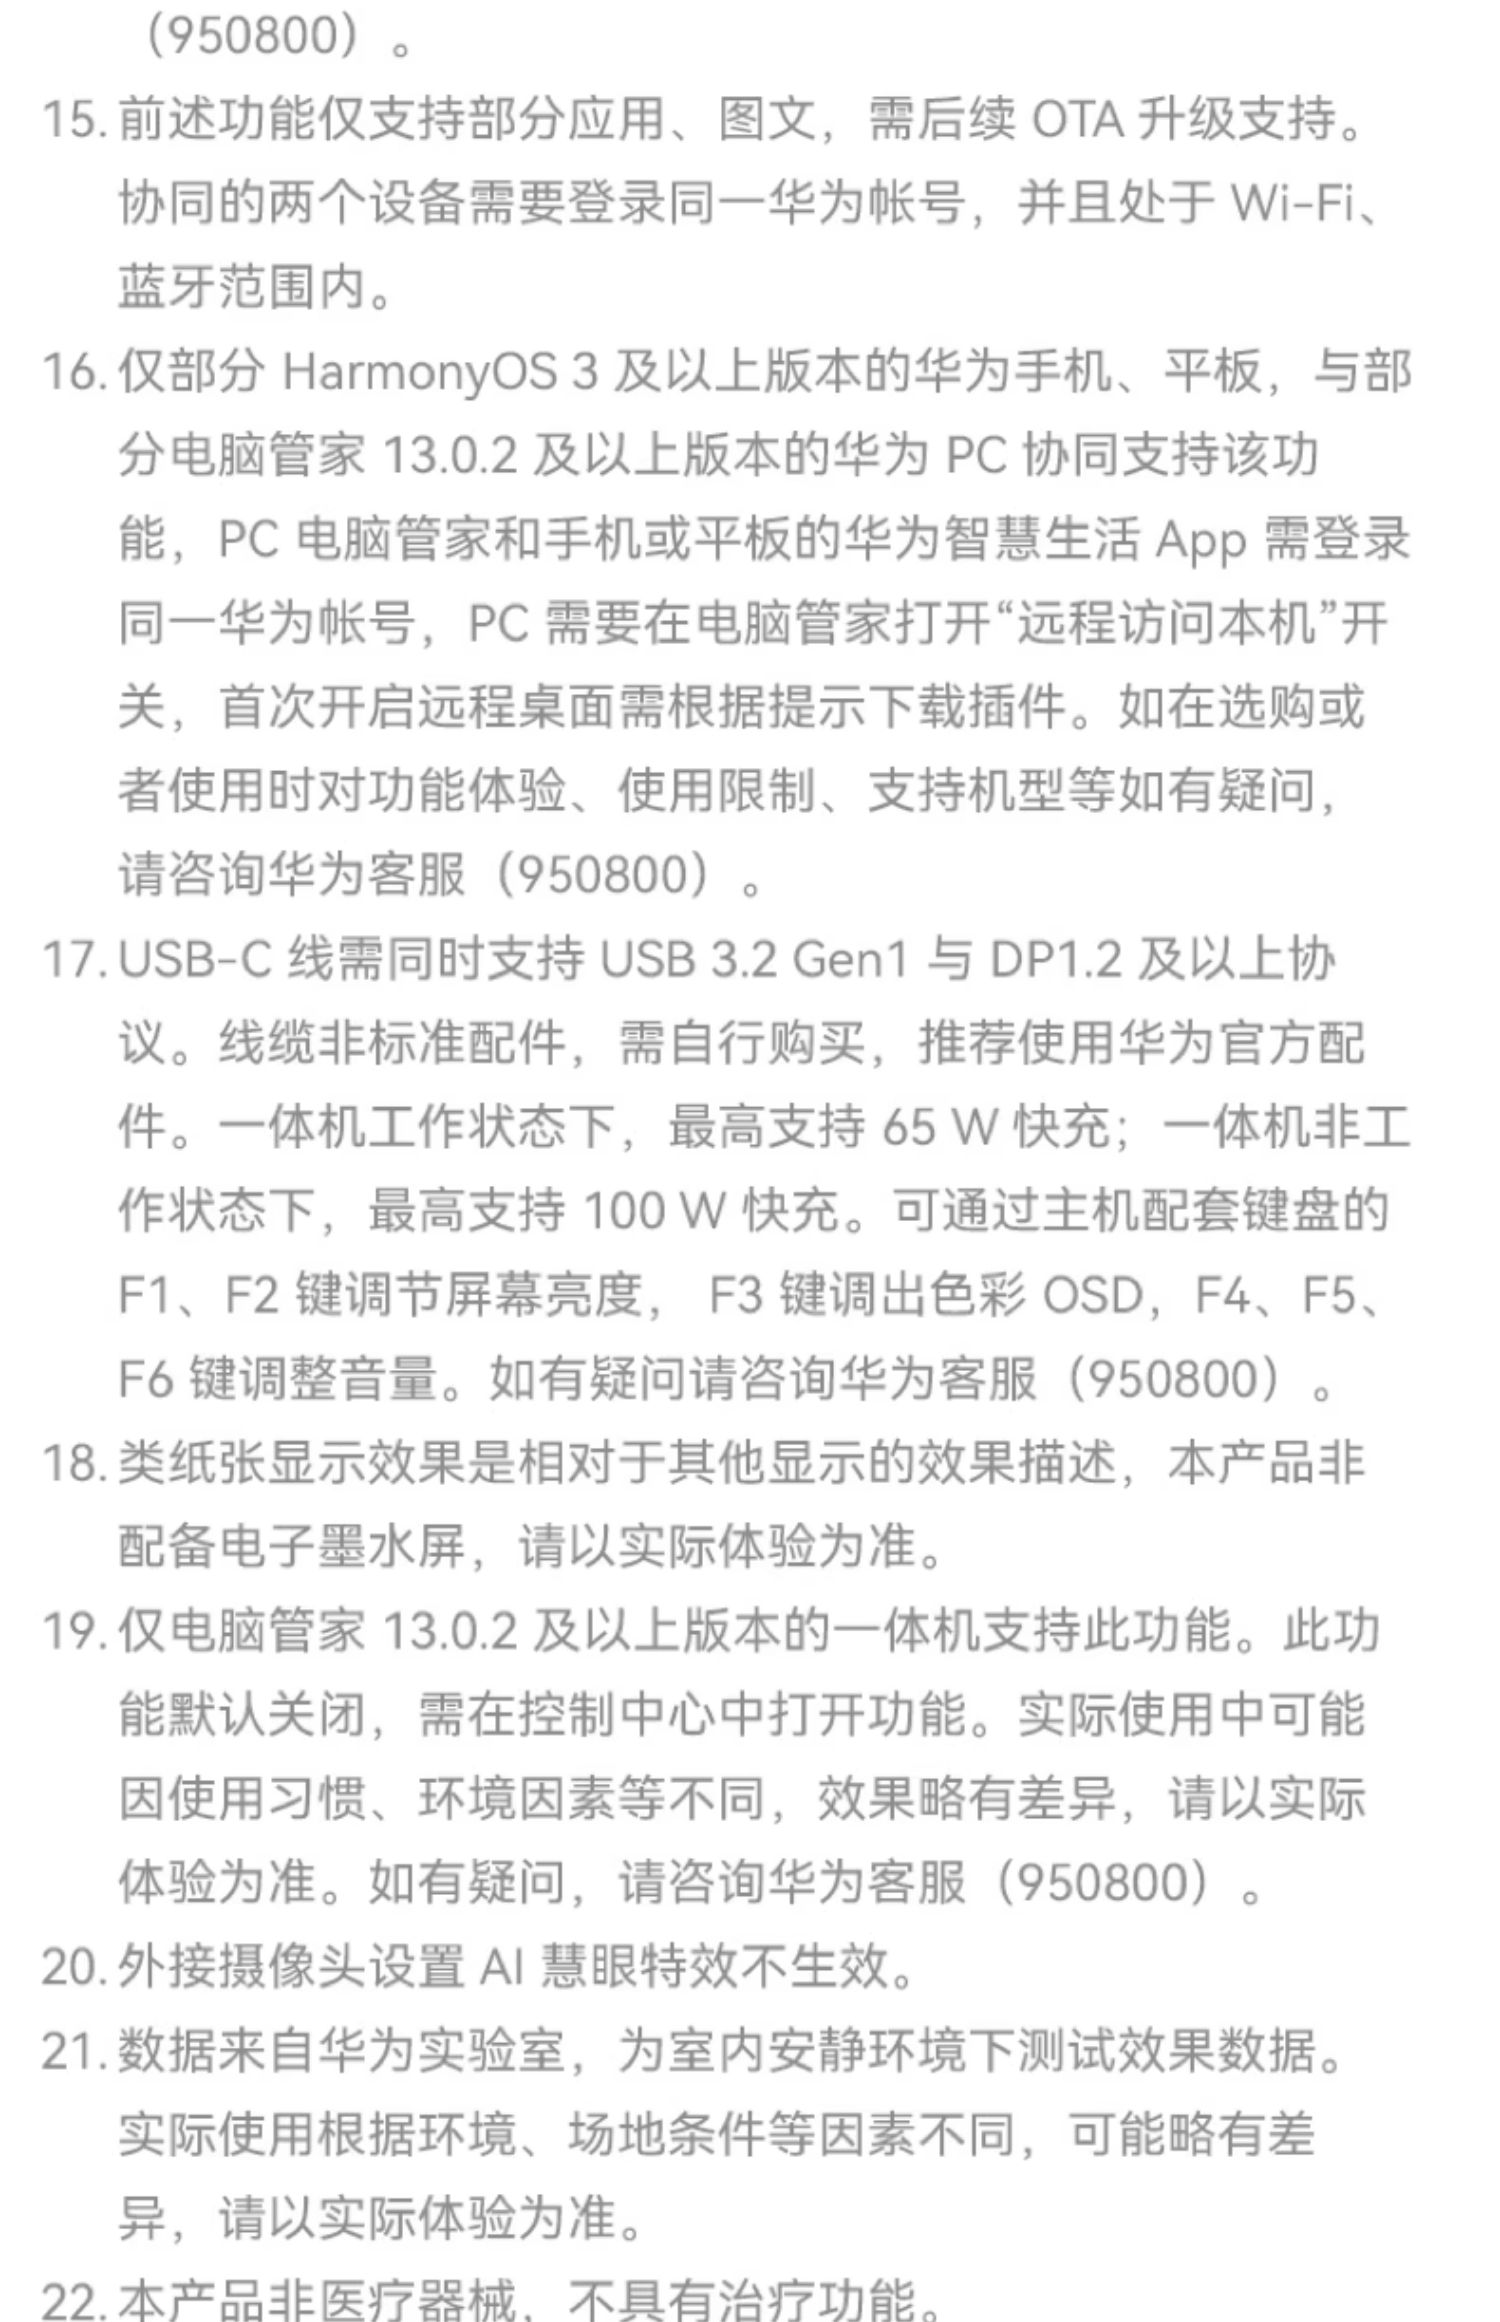 （950800）。
15. 前述功能仅支持部分应用、图文，需后续 OTA 升级支持。
协同的两个设备需要登录同一华为帐号，并且处于 Wi-Fi、
蓝牙范围内。
16. 仅部分 HarmonyOS 3 及以上版本的华为手机、平板，与部
分电脑管家 13.0.2 及以上版本的华为 PC 协同支持该功
能，PC 电脑管家和手机或平板的华为智慧生活 App 需登录
同一华为帐号，PC 需要在电脑管家打开“远程访问本机”开
关，首次开启远程桌面需根据提示下载插件。如在选购或
者使用时对功能体验、使用限制、支持机型等如有疑问，
请咨询华为客服（950800）。
17. USB-C 线需同时支持 USB 3.2 Gen1 与 DP1.2 及以上协
议。线缆非标准配件，需自行购买，推荐使用华为官方配
件。一体机工作状态下，最高支持 65 W 快充；一体机非工
作状态下，最高支持 100 W 快充。可通过主机配套键盘的
F1、F2 键调节屏幕亮度， F3 键调出色彩 OSD，F4、F5、
F6 键调整音量。如有疑问请咨询华为客服（950800）。
18. 类纸张显示效果是相对于其他显示的效果描述，本产品非
配备电子墨水屏，请以实际体验为准。
19. 仅电脑管家 13.0.2 及以上版本的一体机支持此功能。此功
能默认关闭，需在控制中心中打开功能。实际使用中可能
因使用习惯、环境因素等不同，效果略有差异，请以实际
体验为准。如有疑问，请咨询华为客服（950800）。
20. 外接摄像头设置 AI 慧眼特效不生效。
21. 数据来自华为实验室，为室内安静环境下测试效果数据。
实际使用根据环境、场地条件等因素不同，可能略有差
异，请以实际体验为准。
22. 本产品非医疗器械，不具有治疗功能。